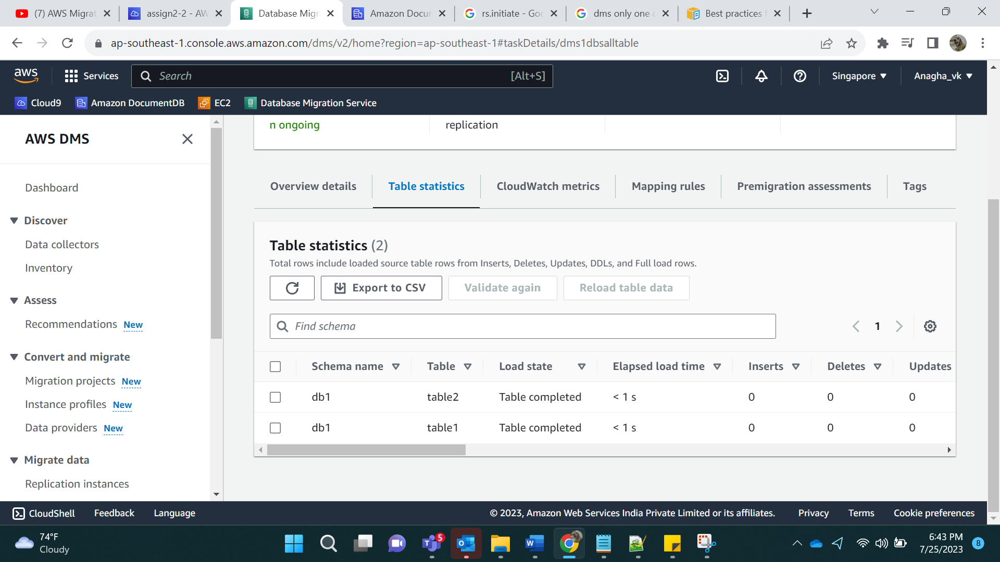 (7) AWS Migrat
assign2-2 - AW
Database Migr
Amazon Docun
rs.initiate - Goo
dms only one c
Best practices f
ap-southeast-1.console.aws.amazon.com/dms/v2/home?region=ap-southeast-1#taskDetails/dms1dbsalltable
aws
Services
Search
[Alt+S]
Singapore
Anagha_vk
Cloud9
Amazon DocumentDB
EC2
Database Migration Service
AWS DMS
Dashboard
Discover
Data collectors
Inventory
Assess
Recommendations New
Convert and migrate
Migration projects New
Instance profiles New
Data providers New
Migrate data
Replication instances
n ongoing
replication
Overview details
Table statistics
CloudWatch metrics
Mapping rules
Premigration assessments
Tags
Table statistics (2)
Total rows include loaded source table rows from Inserts, Deletes, Updates, DDLs, and Full load rows.
Export to CSV
Validate again
Reload table data
Find schema
1
Schema name Table Load state Elapsed load time Inserts Deletes Updates
db1 table2 Table completed < 1 s 0 0 0
db1 table1 Table completed < 1 s 0 0 0
CloudShell
Feedback
Language
© 2023, Amazon Web Services India Private Limited or its affiliates.
Privacy
Terms
Cookie preferences
74°F
Cloudy
5
6:43 PM
7/25/2023
8